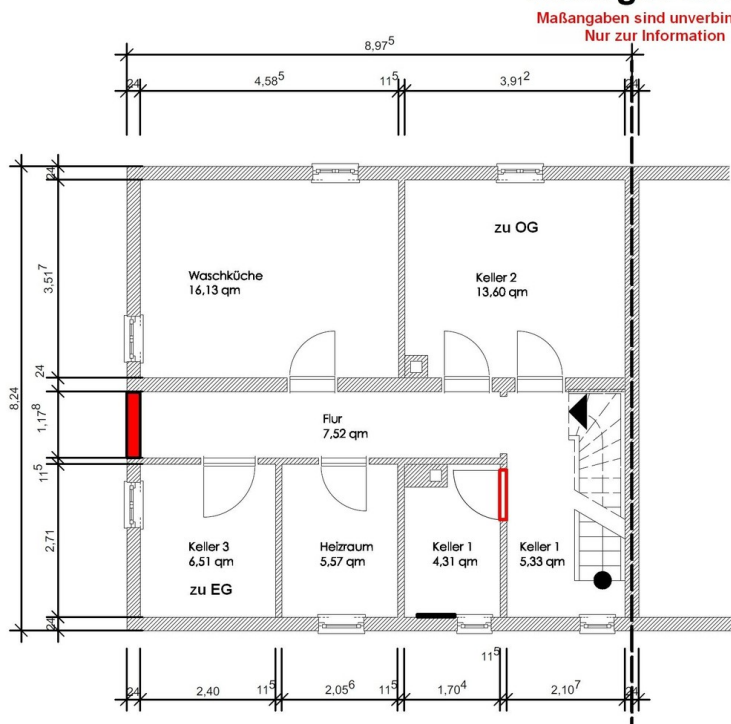 Maßangaben sind unverbin
Nur zur Information
8,97⁵
24
4,58⁵
11⁵
3,91²
24
24
3,51⁷
24
8,24
1,17⁸
11⁵
2,71
24
zu OG
Waschküche
16,13 qm
Keller 2
13,60 qm
Flur
7,52 qm
Keller 3
6,51 qm
zu EG
Heizraum
5,57 qm
Keller 1
4,31 qm
Keller 1
5,33 qm
11⁵
24
2,40
11⁵
2,05⁶
11⁵
1,70⁴
2,10⁷
24